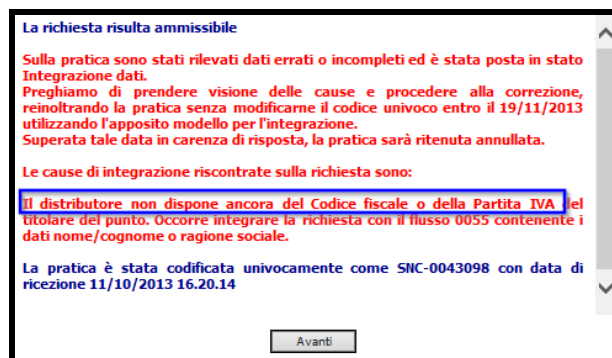 La richiesta risulta ammissibile
Sulla pratica sono stati rilevati dati errati o incompleti ed è stata posta in stato
Integrazione dati.
Preghiamo di prendere visione delle cause e procedere alla correzione,
reinoltrando la pratica senza modificarne il codice univoco entro il 19/11/2013
utilizzando l'apposito modello per l'integrazione.
Superata tale data in carenza di risposta, la pratica sarà ritenuta annullata.
Le cause di integrazione riscontrate sulla richiesta sono:
Il distributore non dispone ancora del Codice fiscale o della Partita IVA del
titolare del punto. Occorre integrare la richiesta con il flusso 0055 contenente i
dati nome/cognome o ragione sociale.
La pratica è stata codificata univocamente come SNC-0043098 con data di
ricezione 11/10/2013 16.20.14
Avanti